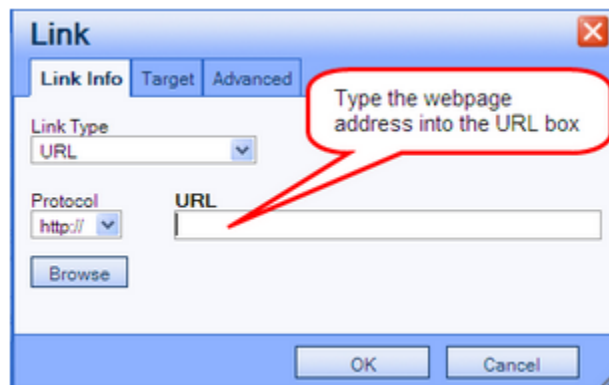 Link
Link Info Target Advanced
Type the webpage
address into the URL box
Link Type
URL
Protocol URL
http://
Browse
OK Cancel